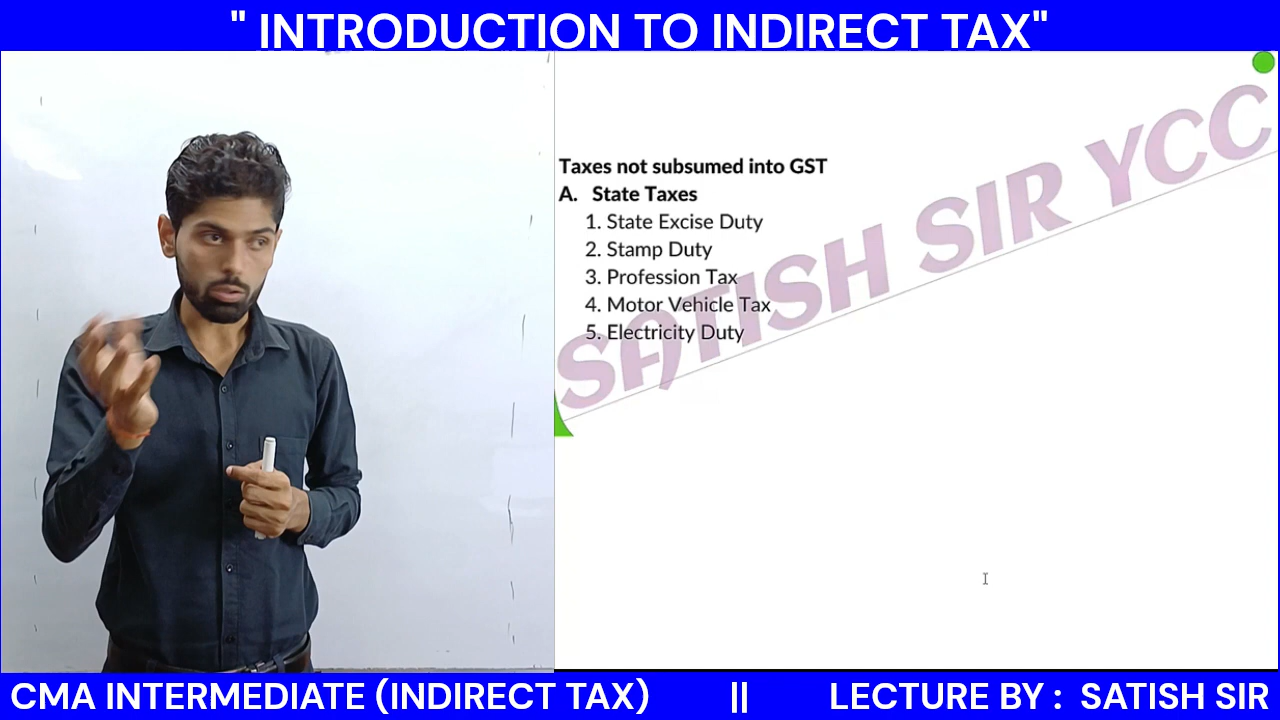 " INTRODUCTION TO INDIRECT TAX"
Taxes not subsumed into GST
A. State Taxes
1. State Excise Duty
2. Stamp Duty
3. Profession Tax
4. Motor Vehicle Tax
5. Electricity Duty
SATISH SIR YCC
CMA INTERMEDIATE (INDIRECT TAX) || LECTURE BY : SATISH SIR